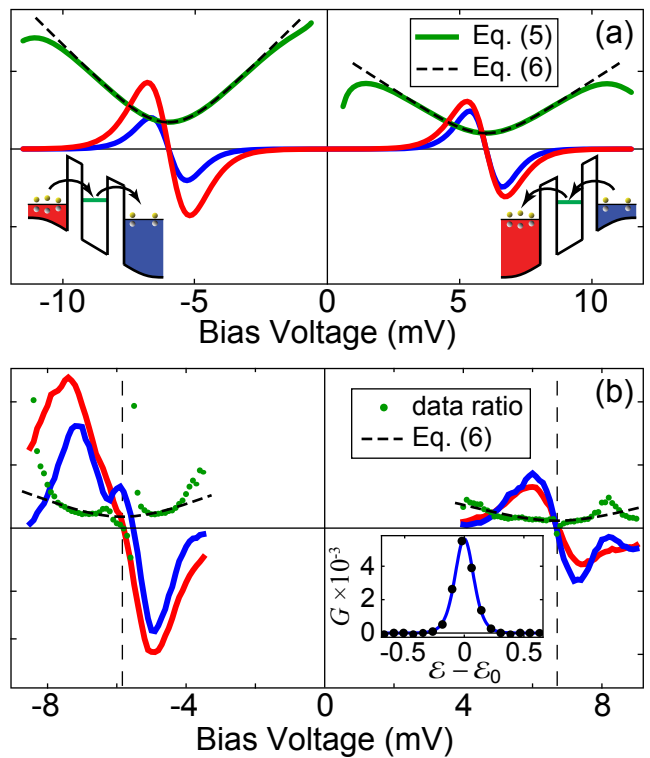 (a)
Eq. (5)
Eq. (6)
-10 -5 0 5 10
Bias Voltage (mV)
(b)
data ratio
Eq. (6)
G ×10⁻³
4
2
0
-0.5 0 0.5
ℰ − ℰ₀
-8 -4 0 4 8
Bias Voltage (mV)